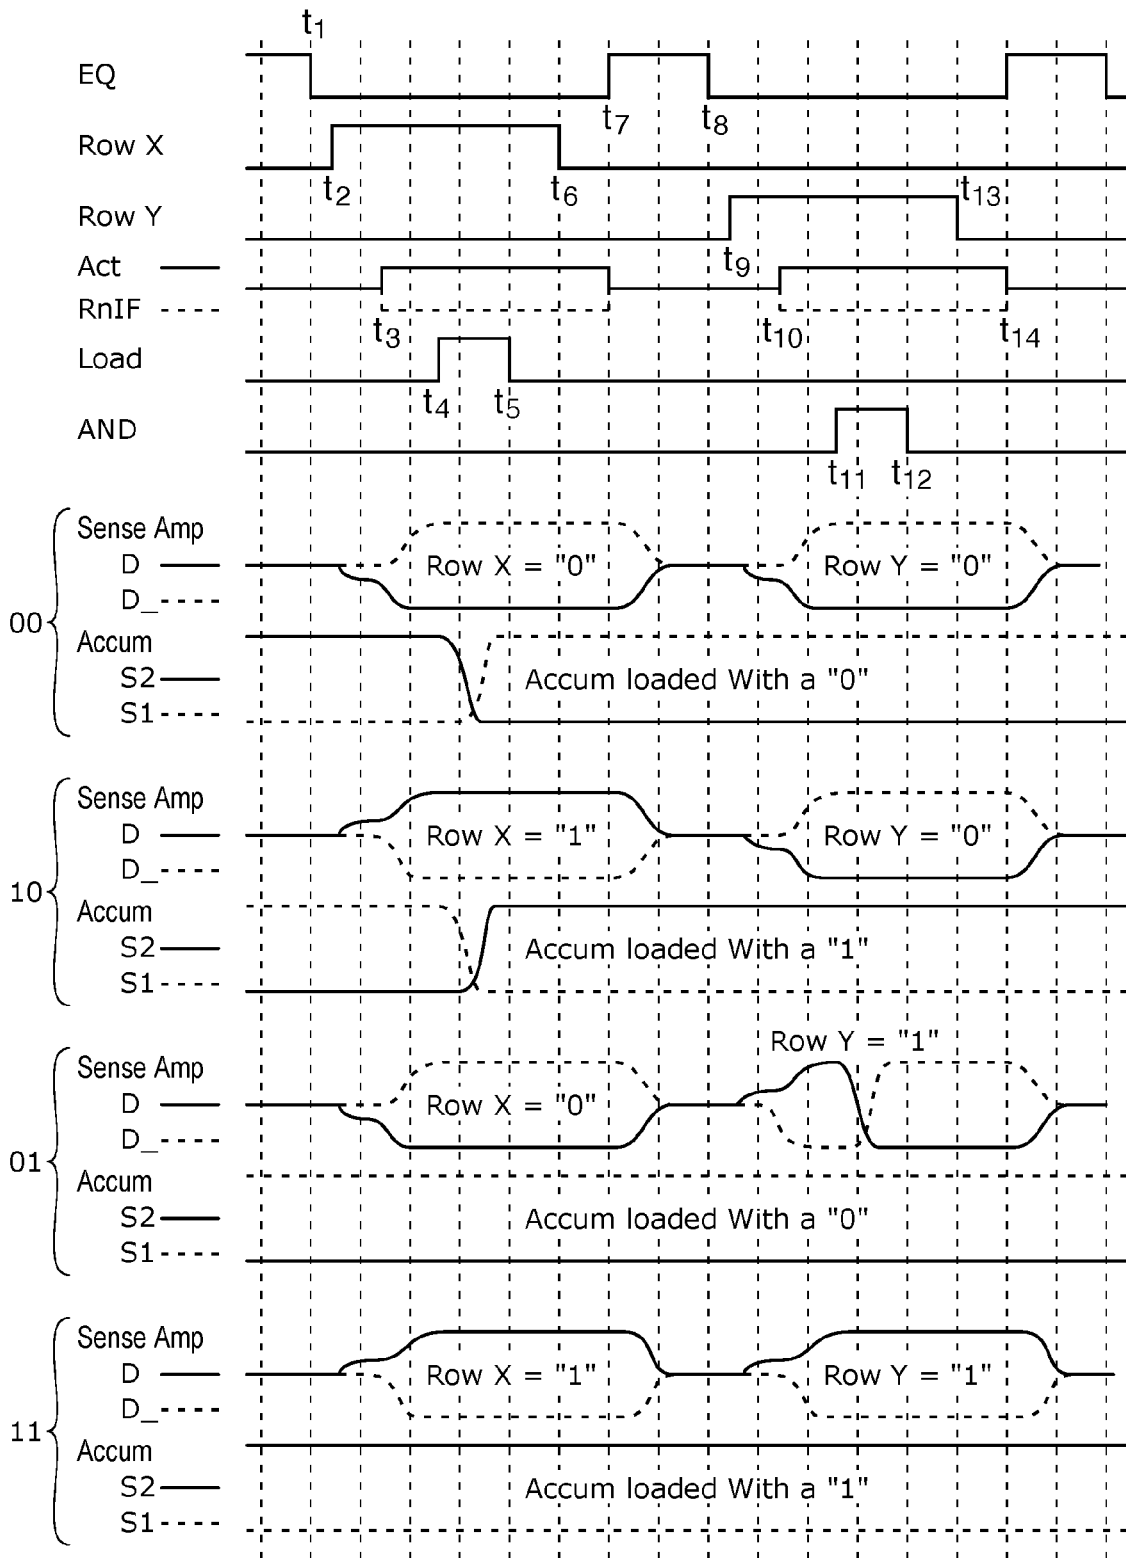 t1
EQ
t7 t8
Row X
t2 t6 t13
Row Y
t9
Act
RnIF
t3 t10 t14
Load
t4 t5
AND
t11 t12
00
Sense Amp
D
D_
Row X = "0" Row Y = "0"
Accum
S2
S1
Accum loaded With a "0"
10
Sense Amp
D
D_
Row X = "1" Row Y = "0"
Accum
S2
S1
Accum loaded With a "1"
01
Row Y = "1"
Sense Amp
D
D_
Row X = "0"
Accum
S2
S1
Accum loaded With a "0"
11
Sense Amp
D
D_
Row X = "1" Row Y = "1"
Accum
S2
S1
Accum loaded With a "1"